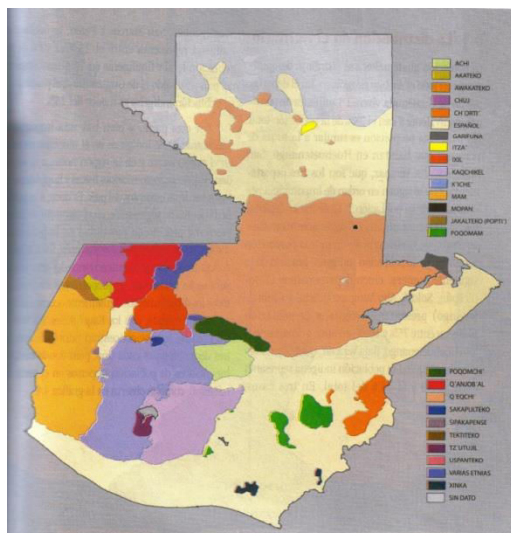 ACHI
AKATEKO
AWAKATEKO
CHUJ
CH'ORTI'
ESPAÑOL
GARIFUNA
ITZA'
IXIL
KAQCHIKEL
K'ICHE'
MAM
MOPAN
JAKALTEKO (POPTI')
POQOMAM
POQOMCHI'
Q'ANJOB'AL
Q'EQCHI'
SAKAPULTEKO
SIPAKAPENSE
TEKTITEKO
TZ'UTUJIL
USPANTEKO
VARIAS ETNIAS
XINKA
SIN DATO